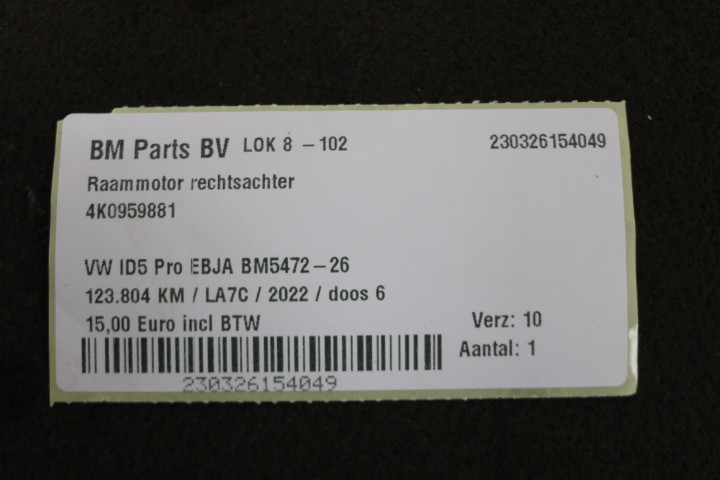 BM Parts BV LOK 8 - 102 230326154049
Raammotor rechtsachter
4K0959881
VW ID5 Pro EBJA BM5472-26
123.804 KM / LA7C / 2022 / doos 6
15,00 Euro incl BTW Verz: 10
Aantal: 1
230326154049